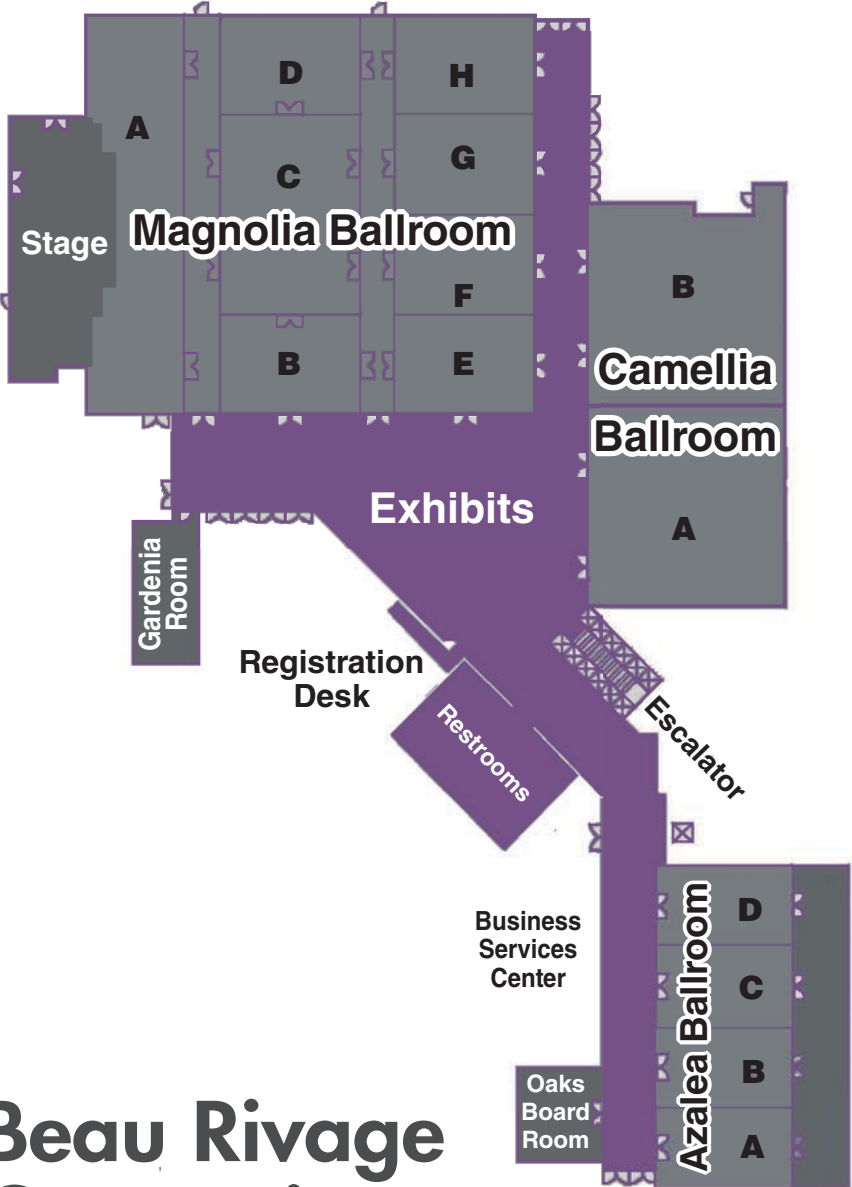 D
H
A
G
C
Stage
Magnolia Ballroom
B
F
B
E
Camellia
Ballroom
Exhibits
A
Gardenia
Room
Registration
Desk
Restrooms
Escalator
Business
Services
Center
Azalea Ballroom
D
C
B
A
Oaks
Board
Room
Beau Rivage